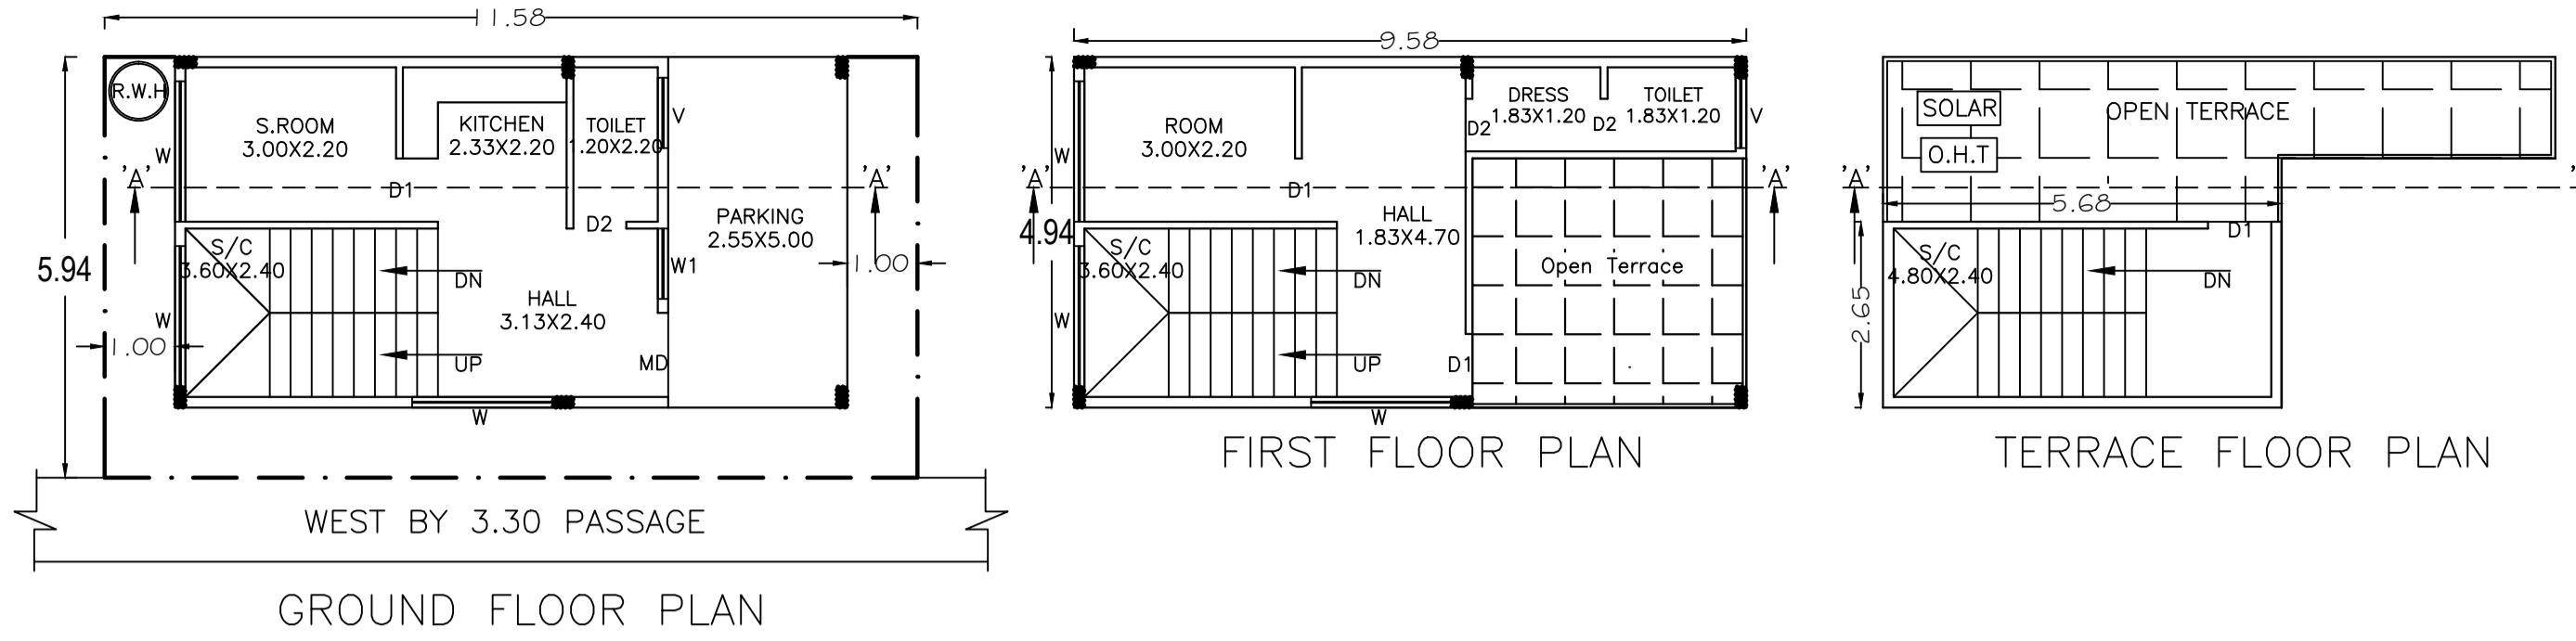 11.58
R.W.H
S.ROOM
3.00X2.20
KITCHEN
2.33X2.20
TOILET
1.20X2.20
V
W
'A'
'A'
D1
PARKING
2.55X5.00
D2
5.94
S/C
3.60X2.40
DN
W1
1.00
HALL
3.13X2.40
W
1.00
UP
MD
W
WEST BY 3.30 PASSAGE
GROUND FLOOR PLAN
9.58
ROOM
3.00X2.20
DRESS
1.83X1.20
TOILET
1.83X1.20
D2
D2
V
W
'A'
'A'
D1
4.94
HALL
1.83X4.70
S/C
3.60X2.40
DN
Open Terrace
W
UP
D1
W
FIRST FLOOR PLAN
SOLAR
OPEN TERRACE
O.H.T
'A'
5.68
D1
S/C
4.80X2.40
DN
2.65
TERRACE FLOOR PLAN